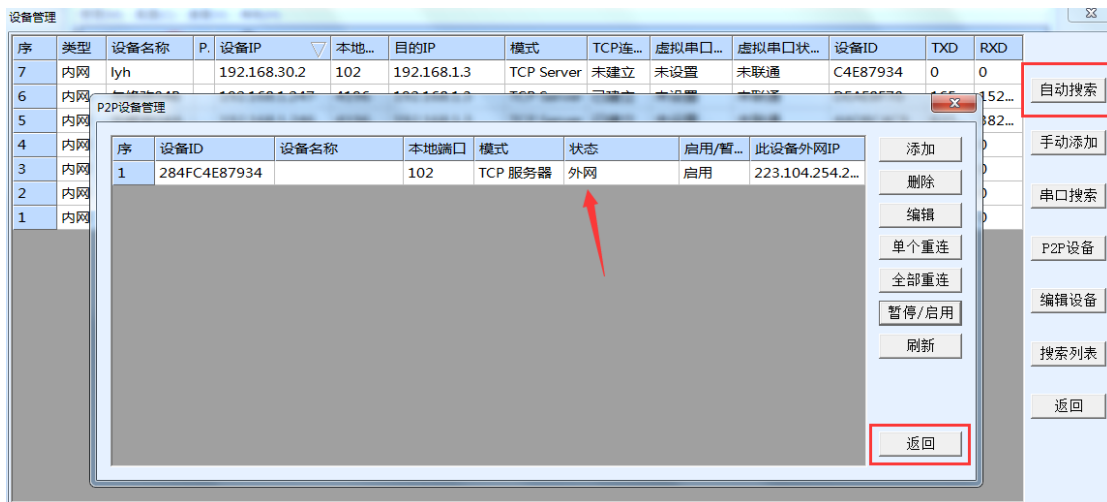 设备管理
序 类型 设备名称 P. 设备IP 本地... 目的IP 模式 TCP连... 虚拟串口... 虚拟串口状... 设备ID TXD RXD
7 内网 lyh 192.168.30.2 102 192.168.1.3 TCP Server 未建立 未设置 未联通 C4E87934 0 0
自动搜索
6 内网 152...
P2P设备管理
5 内网 382...
4 内网
手动添加
3 内网
2 内网
串口搜索
1 内网
P2P设备
编辑设备
搜索列表
返回
序 设备ID 设备名称 本地端口 模式 状态 启用/暂... 此设备外网IP
1 284FC4E87934 102 TCP 服务器 外网 启用 223.104.254.2...
添加
删除
编辑
单个重连
全部重连
暂停/启用
刷新
返回